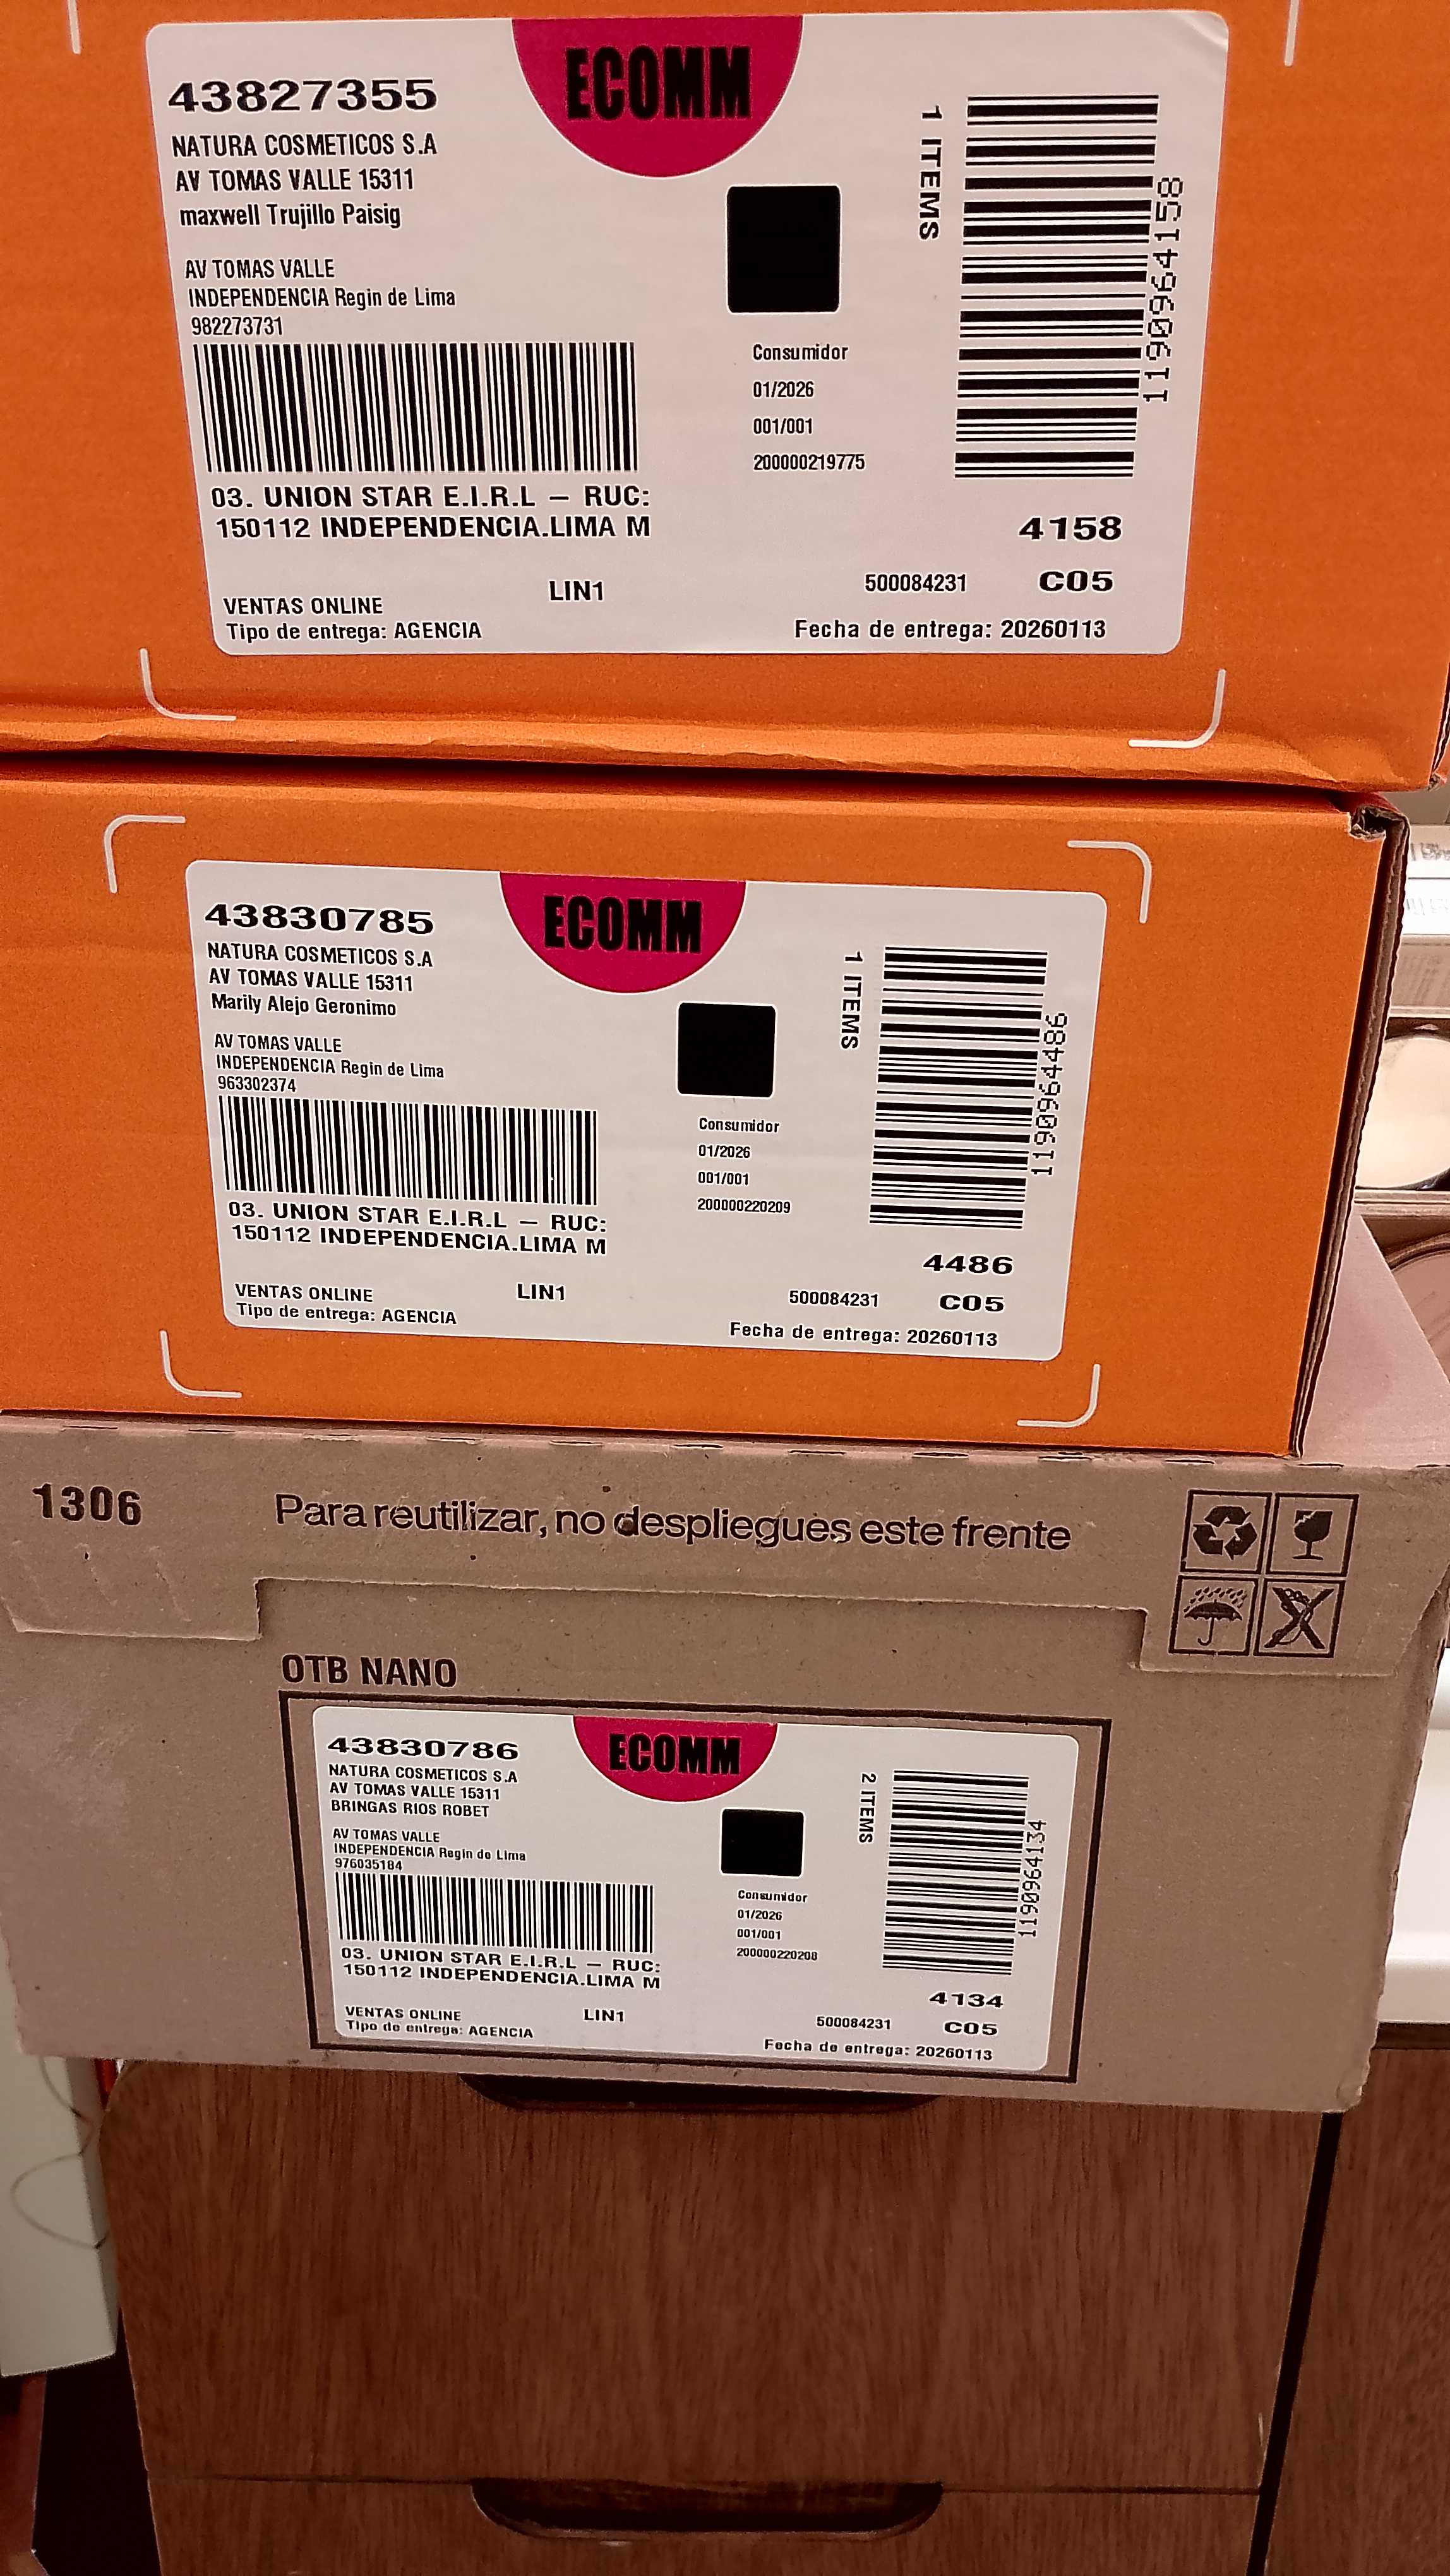 ECOMM
43827355
NATURA COSMETICOS S.A
AV TOMAS VALLE 15311
maxwell Trujillo Paisig
AV TOMAS VALLE
INDEPENDENCIA Regin de Lima
982273731
03. UNION STAR E.I.R.L – RUC:
150112 INDEPENDENCIA.LIMA M
VENTAS ONLINE
Tipo de entrega: AGENCIA
LIN1
Consumidor
01/2026
001/001
200000219775
1 ITEMS
1190964158
4158
500084231
C05
Fecha de entrega: 20260113
ECOMM
43830785
NATURA COSMETICOS S.A
AV TOMAS VALLE 15311
Marily Alejo Geronimo
AV TOMAS VALLE
INDEPENDENCIA Regin de Lima
963302374
03. UNION STAR E.I.R.L – RUC:
150112 INDEPENDENCIA.LIMA M
VENTAS ONLINE
Tipo de entrega: AGENCIA
LIN1
Consumidor
01/2026
001/001
200000220209
1 ITEMS
1190964486
4486
500084231
C05
Fecha de entrega: 20260113
1306
Para reutilizar, no despliegues este frente
OTB NANO
ECOMM
43830786
NATURA COSMETICOS S.A
AV TOMAS VALLE 15311
BRINGAS RIOS ROBET
AV TOMAS VALLE
INDEPENDENCIA Regin de Lima
976035184
03. UNION STAR E.I.R.L – RUC:
150112 INDEPENDENCIA.LIMA M
VENTAS ONLINE
Tipo de entrega: AGENCIA
LIN1
Consumidor
01/2026
001/001
200000220208
2 ITEMS
1190964134
4134
500084231
C05
Fecha de entrega: 20260113